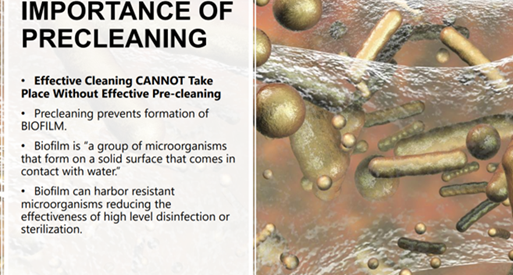 IMPORTANCE OF
PRECLEANING
• Effective Cleaning CANNOT Take
Place Without Effective Pre-cleaning
• Precleaning prevents formation of
BIOFILM.
• Biofilm is “a group of microorganisms
that form on a solid surface that comes in
contact with water.”
• Biofilm can harbor resistant
microorganisms reducing the
effectiveness of high level disinfection or
sterilization.